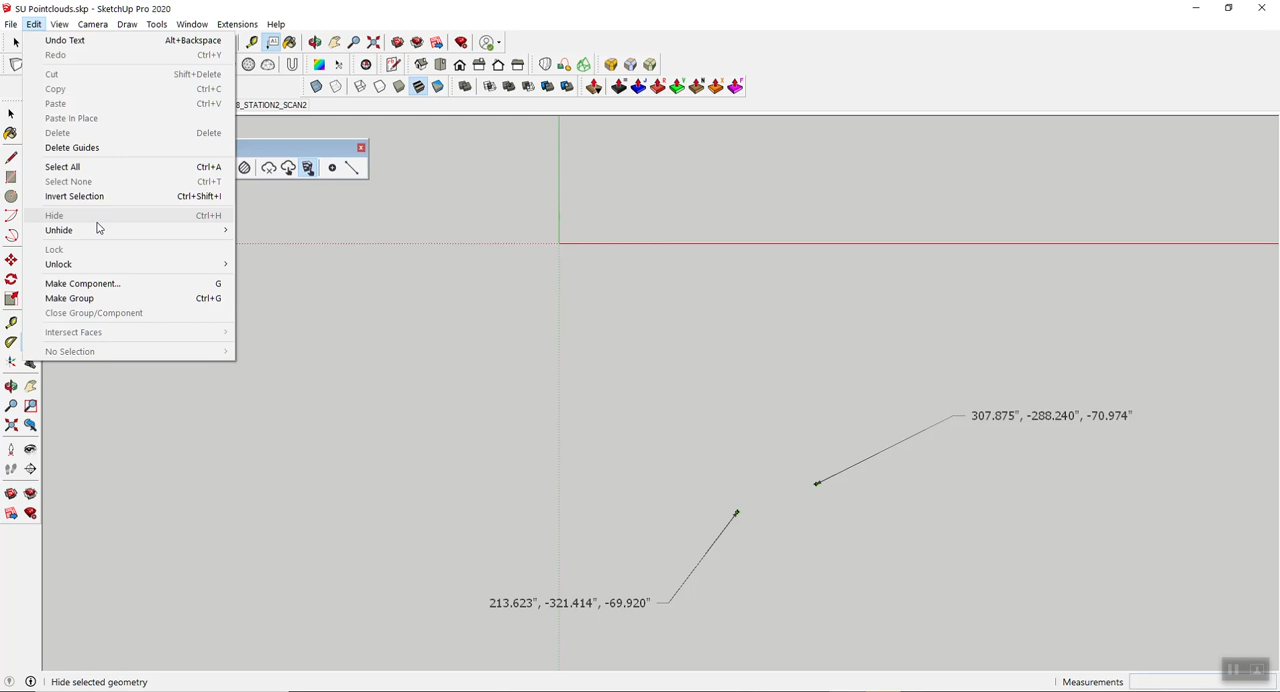 SU Pointclouds.skp - SketchUp Pro 2020
File Edit View Camera Draw Tools Window Extensions Help
Undo Text Alt+Backspace
Redo Ctrl+Y
Cut Shift+Delete
Copy Ctrl+C
Paste Ctrl+V
Paste In Place
Delete Delete
Delete Guides
Select All Ctrl+A
Select None Ctrl+T
Invert Selection Ctrl+Shift+I
Hide Ctrl+H
Unhide
Lock
Unlock
Make Component... G
Make Group Ctrl+G
Close Group/Component
Intersect Faces
No Selection
_STATION2_SCAN2
307.875", -288.240", -70.974"
213.623", -321.414", -69.920"
Hide selected geometry
Measurements